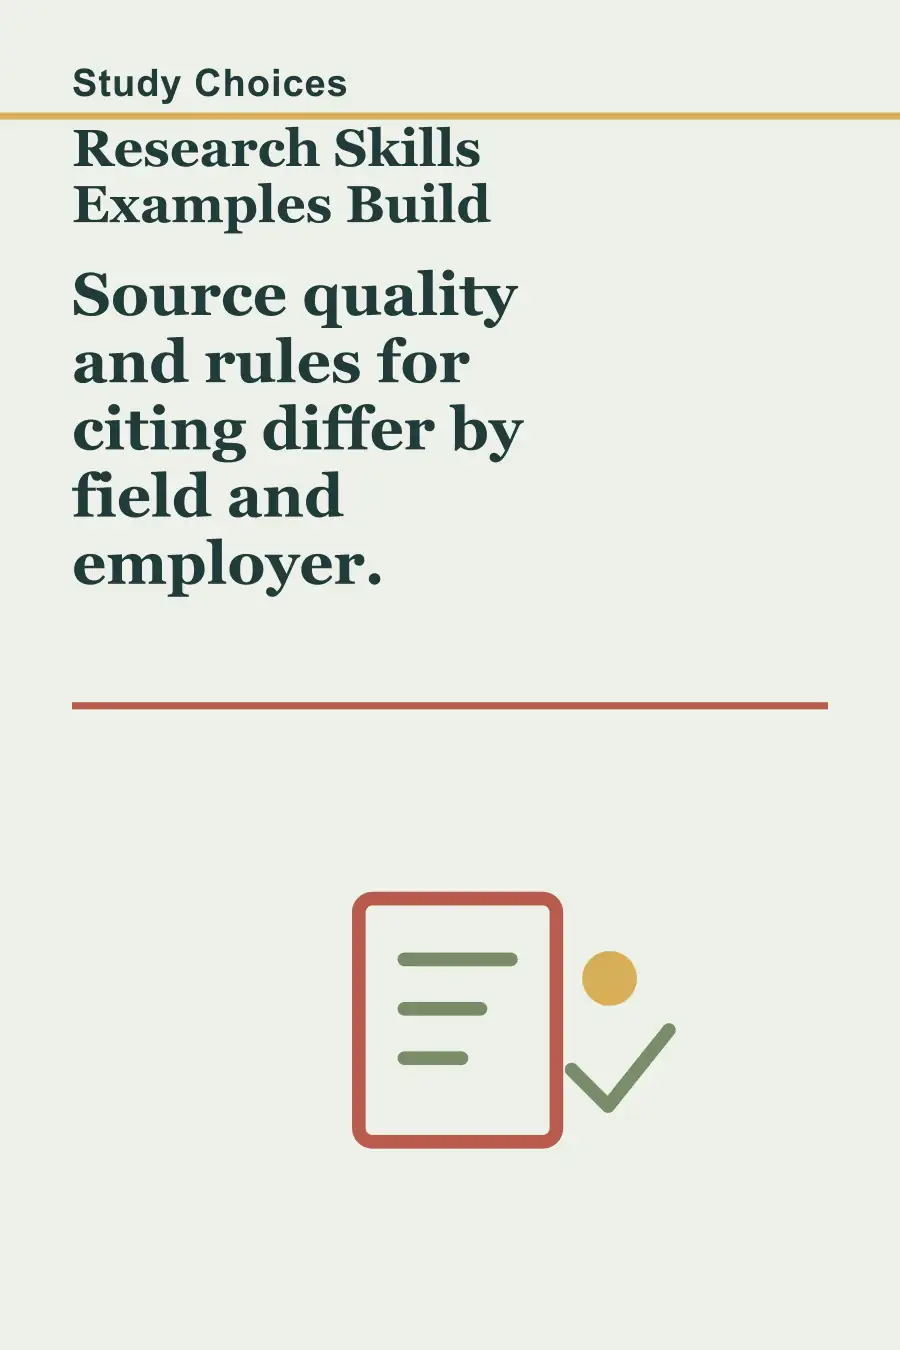 Study Choices
Research Skills
Examples Build
Source quality
and rules for
citing differ by
field and
employer.